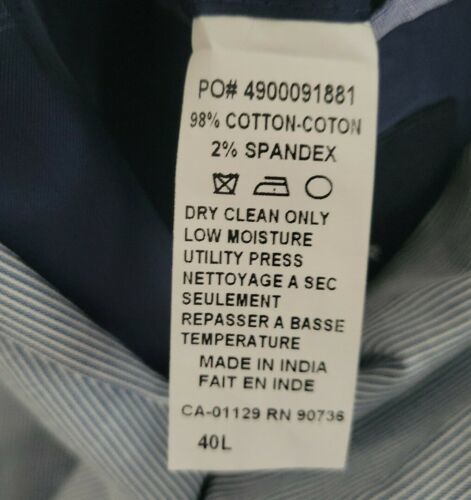 PO# 4900091881
98% COTTON-COTON
2% SPANDEX
DRY CLEAN ONLY
LOW MOISTURE
UTILITY PRESS
NETTOYAGE A SEC
SEULEMENT
REPASSER A BASSE
TEMPERATURE
MADE IN INDIA
FAIT EN INDE
CA-01129 RN 90736
40L